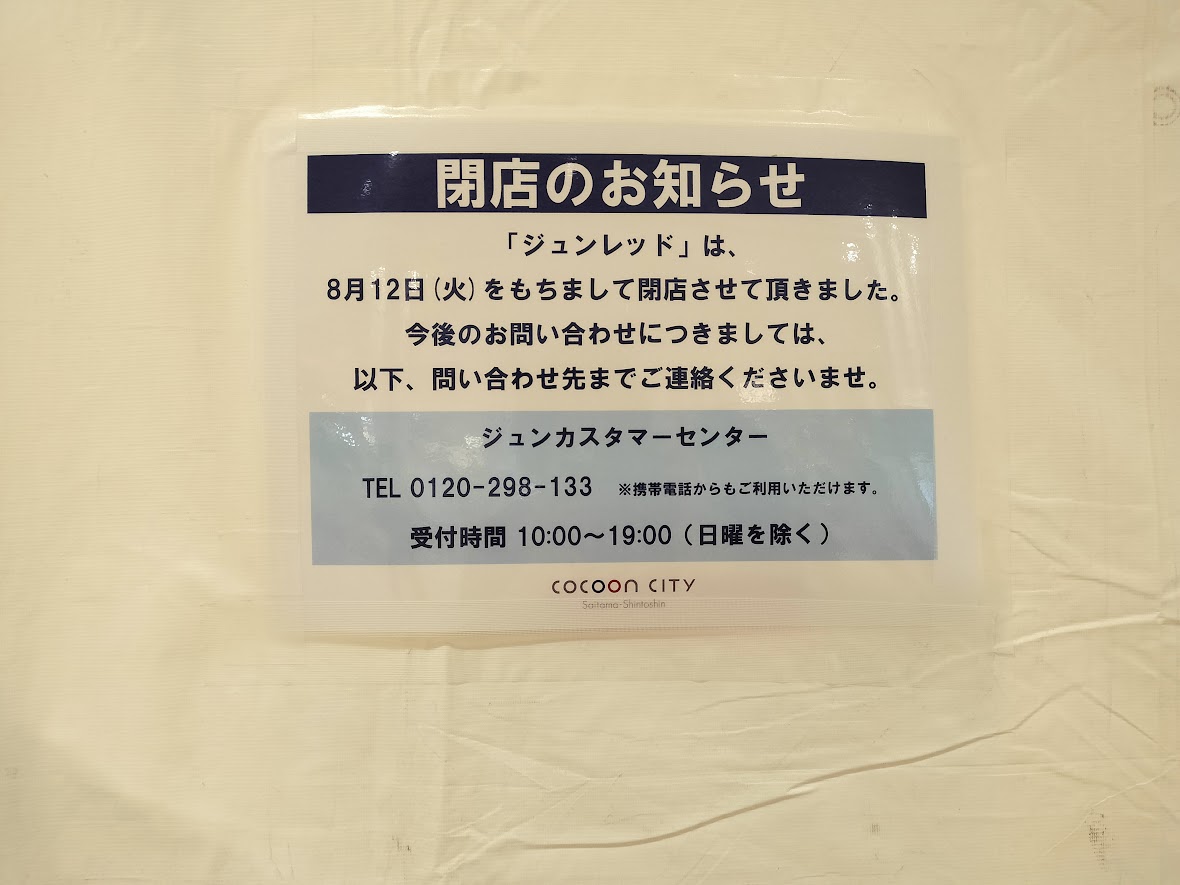 閉店のお知らせ
「ジュンレッド」は、
8月12日(火)をもちまして閉店させて頂きました。
今後のお問い合わせにつきましては、
以下、問い合わせ先までご連絡くださいませ。
ジュンカスタマーセンター
TEL 0120-298-133 ※携帯電話からもご利用いただけます。
受付時間 10:00〜19:00（日曜を除く）
COCOON CITY
Saitama-Shintoshin